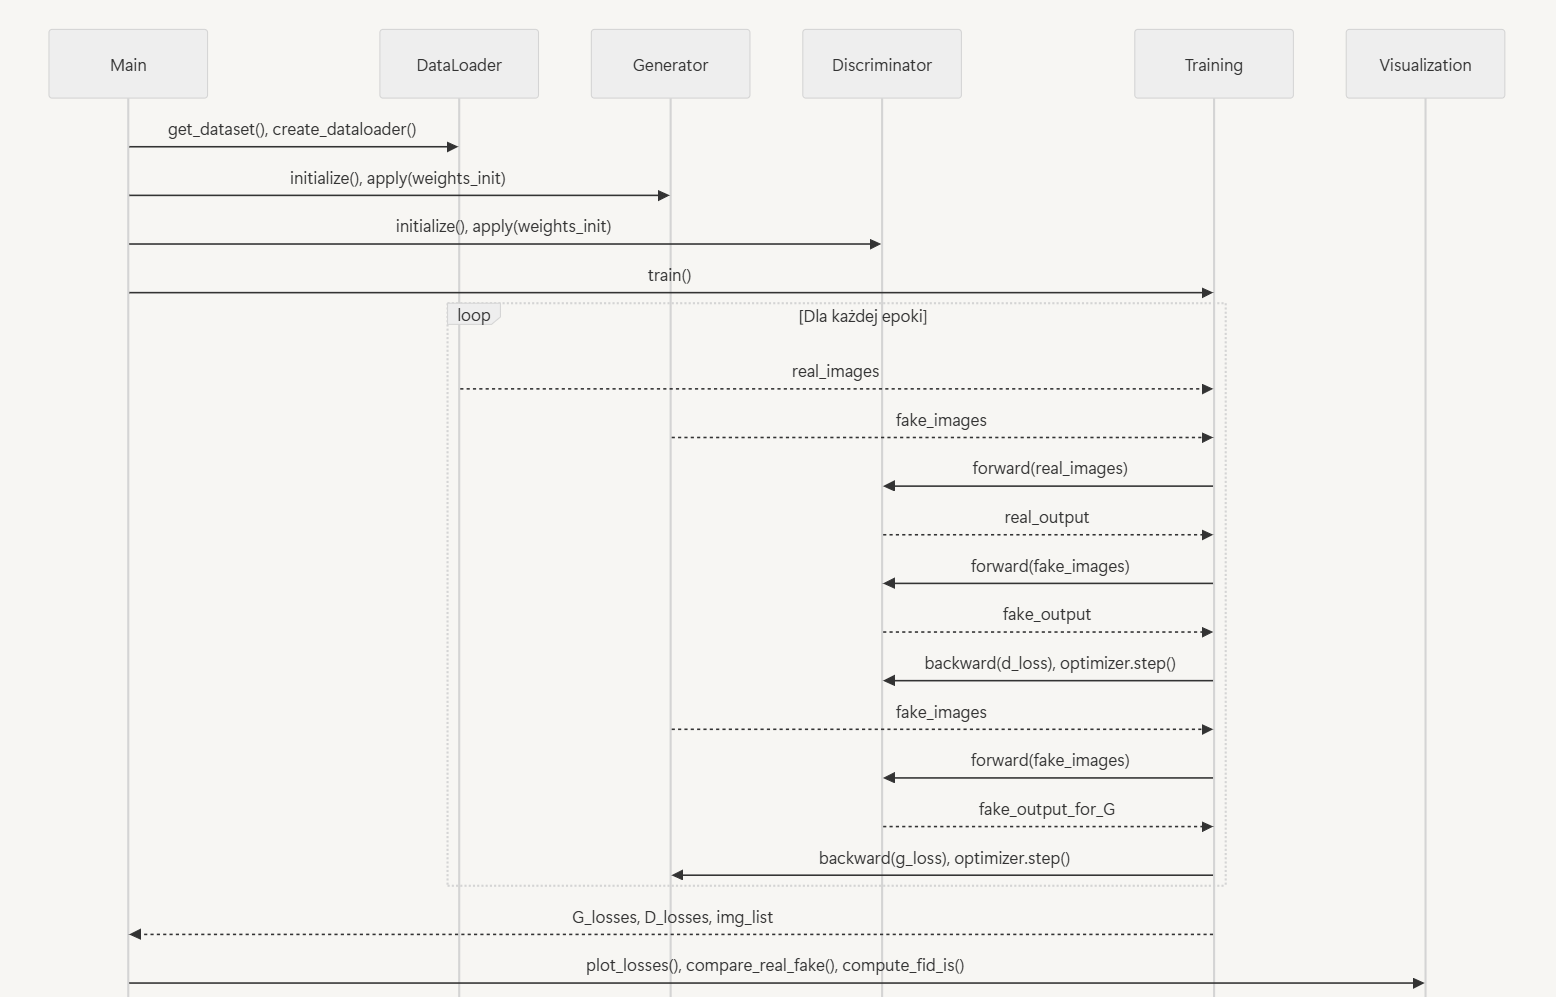 Main
DataLoader
Generator
Discriminator
Training
Visualization
get_dataset(), create_dataloader()
initialize(), apply(weights_init)
initialize(), apply(weights_init)
train()
loop
[Dla każdej epoki]
real_images
fake_images
forward(real_images)
real_output
forward(fake_images)
fake_output
backward(d_loss), optimizer.step()
fake_images
forward(fake_images)
fake_output_for_G
backward(g_loss), optimizer.step()
G_losses, D_losses, img_list
plot_losses(), compare_real_fake(), compute_fid_is()